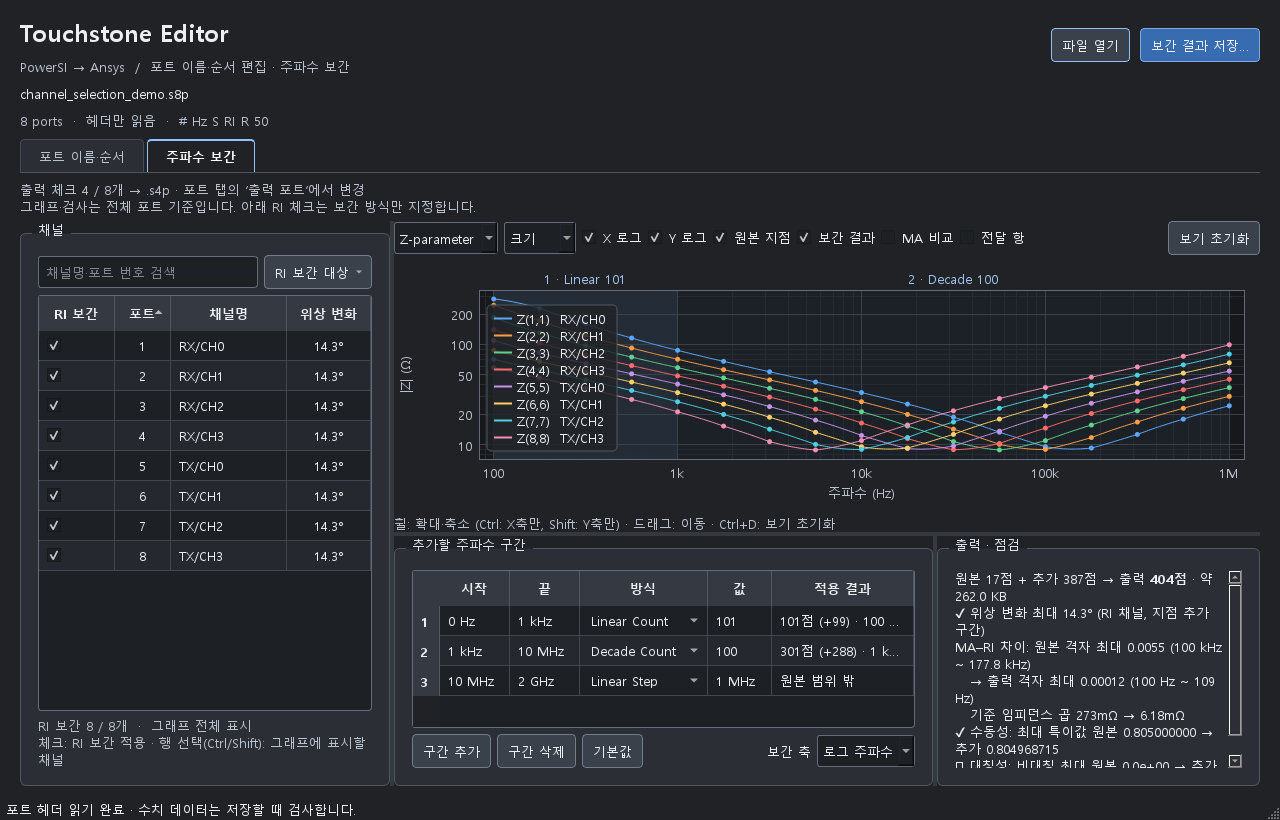 Touchstone Editor
파일 열기
보간 결과 저장...
PowerSI → Ansys / 포트 이름·순서 편집 · 주파수 보간
channel_selection_demo.s8p
8 ports · 헤더만 읽음 · # Hz S RI R 50
포트 이름·순서
주파수 보간
출력 체크 4 / 8개 → .s4p · 포트 탭의 '출력 포트'에서 변경
그래프·검사는 전체 포트 기준입니다. 아래 RI 체크는 보간 방식만 지정합니다.
채널
채널명·포트 번호 검색
RI 보간 대상
RI 보간 포트 채널명 위상 변화
✓ 1 RX/CH0 14.3°
✓ 2 RX/CH1 14.3°
✓ 3 RX/CH2 14.3°
✓ 4 RX/CH3 14.3°
✓ 5 TX/CH0 14.3°
✓ 6 TX/CH1 14.3°
✓ 7 TX/CH2 14.3°
✓ 8 TX/CH3 14.3°
RI 보간 8 / 8개 · 그래프 전체 표시
체크: RI 보간 적용 · 행 선택(Ctrl/Shift): 그래프에 표시할
채널
Z-parameter 크기 ✓ X 로그 ✓ Y 로그 ✓ 원본 지점 ✓ 보간 결과 MA 비교 전달 항
보기 초기화
1 · Linear 101
2 · Decade 100
|Z| (Ω)
200
100
50
20
10
Z(1,1) RX/CH0
Z(2,2) RX/CH1
Z(3,3) RX/CH2
Z(4,4) RX/CH3
Z(5,5) TX/CH0
Z(6,6) TX/CH1
Z(7,7) TX/CH2
Z(8,8) TX/CH3
100 1k 10k 100k 1M
주파수 (Hz)
휠: 확대·축소 (Ctrl: X축만, Shift: Y축만) · 드래그: 이동 · Ctrl+D: 보기 초기화
추가할 주파수 구간
시작 끝 방식 값 적용 결과
1 0 Hz 1 kHz Linear Count 101 101점 (+99) · 100 ...
2 1 kHz 10 MHz Decade Count 100 301점 (+288) · 1 k...
3 10 MHz 2 GHz Linear Step 1 MHz 원본 범위 밖
구간 추가
구간 삭제
기본값
보간 축
로그 주파수
출력 · 점검
원본 17점 + 추가 387점 → 출력 404점 · 약
262.0 KB
✓ 위상 변화 최대 14.3° (RI 채널, 지점 추가
구간)
MA–RI 차이: 원본 격자 최대 0.0055 (100 kHz
~ 177.8 kHz)
→ 출력 격자 최대 0.00012 (100 Hz ~ 109
Hz)
기준 임피던스 곱 273mΩ → 6.18mΩ
✓ 수동성: 최대 특이값 원본 0.805000000 →
추가 0.804968715
대칭성: 비대칭 최대 원본 0.0e+00 → 추가
포트 헤더 읽기 완료 · 수치 데이터는 저장할 때 검사합니다.